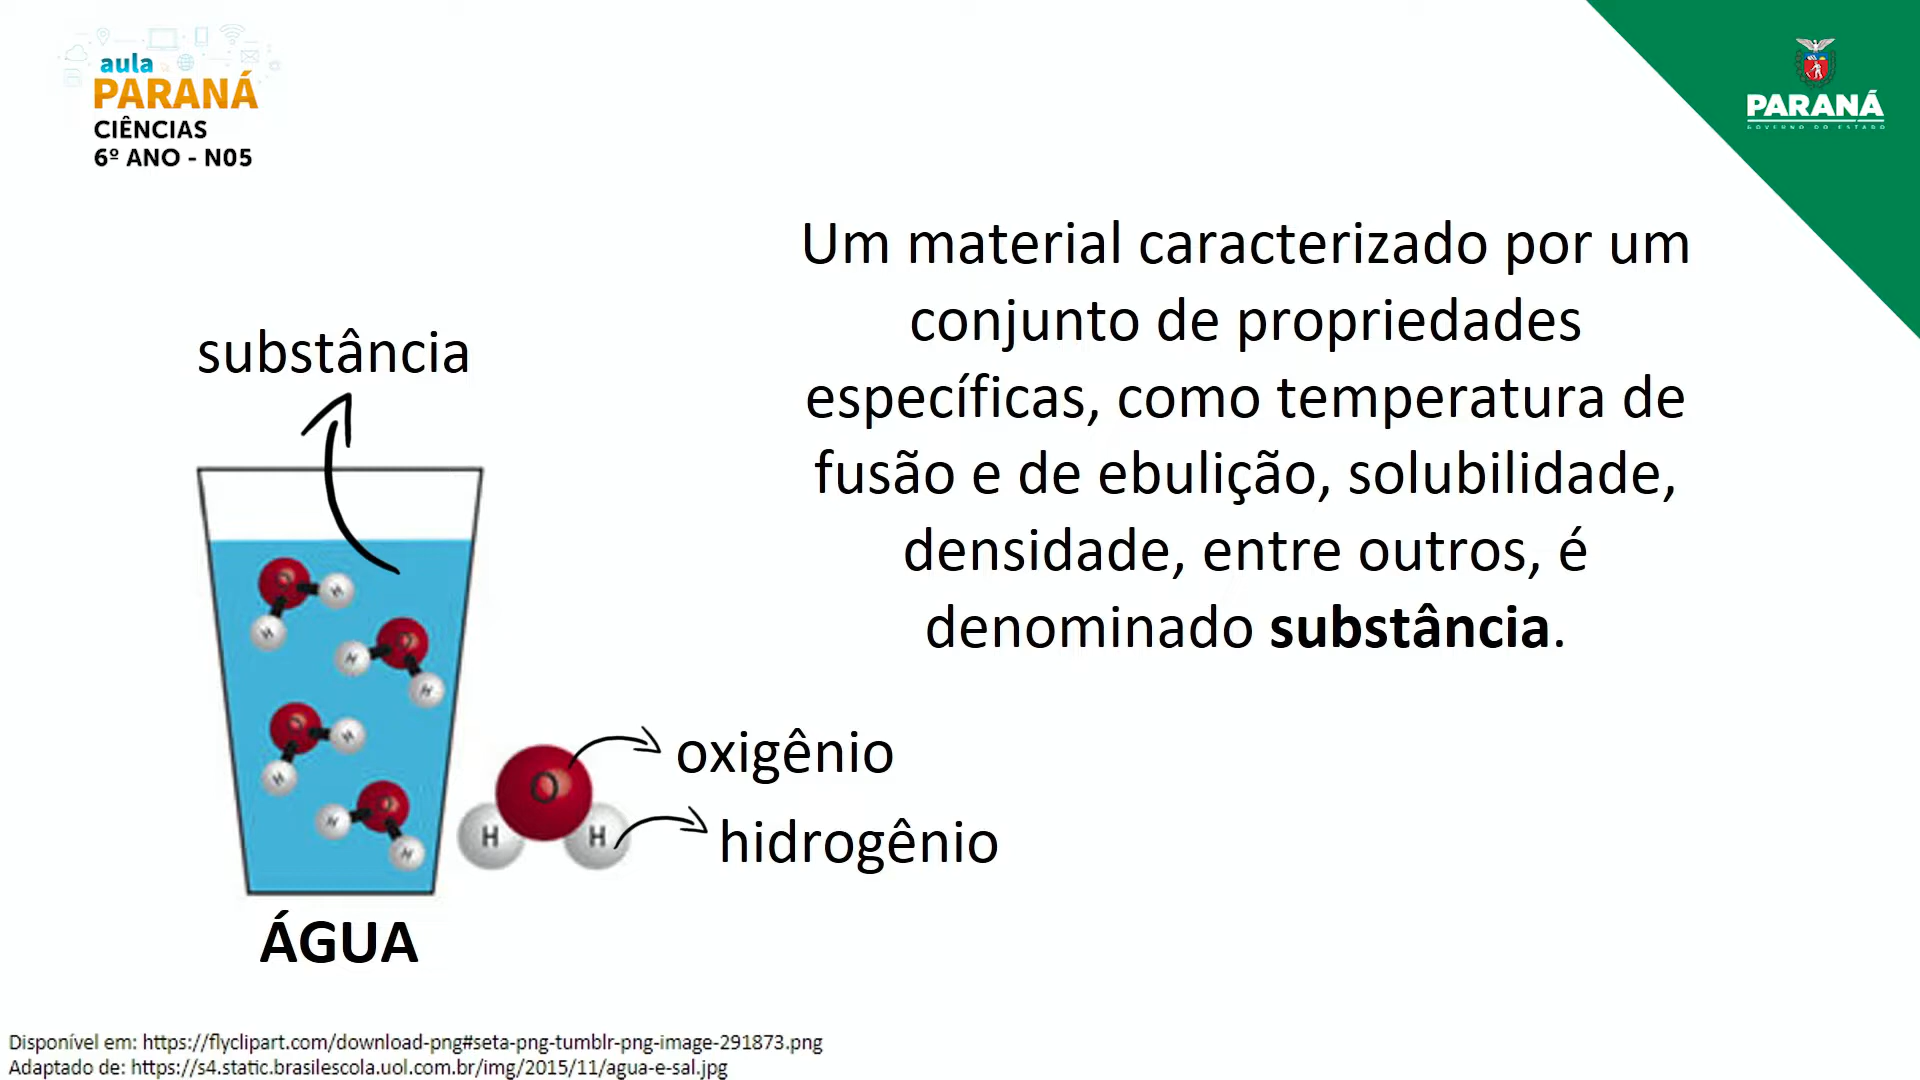 aula
PARANÁ
CIÊNCIAS
6º ANO - N05
PARANÁ
GOVERNO DO ESTADO
Um material caracterizado por um
conjunto de propriedades
específicas, como temperatura de
fusão e de ebulição, solubilidade,
densidade, entre outros, é
denominado substância.
substância
O
H
H
O
H
H
O
H
H
O
H
H
O
H
H
oxigênio
hidrogênio
ÁGUA
Disponível em: https://flyclipart.com/download-png#seta-png-tumblr-png-image-291873.png
Adaptado de: https://s4.static.brasilescola.uol.com.br/img/2015/11/agua-e-sal.jpg